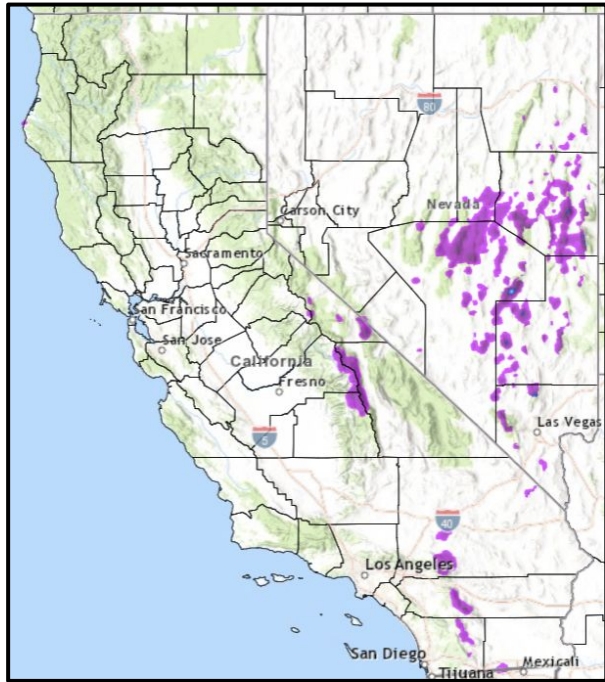 80
Nevada
Carson City
Sacramento
San Francisco
San Jose
California
Fresno
5
Las Vegas
40
Los Angeles
San Diego
Tijuana
Mexicali